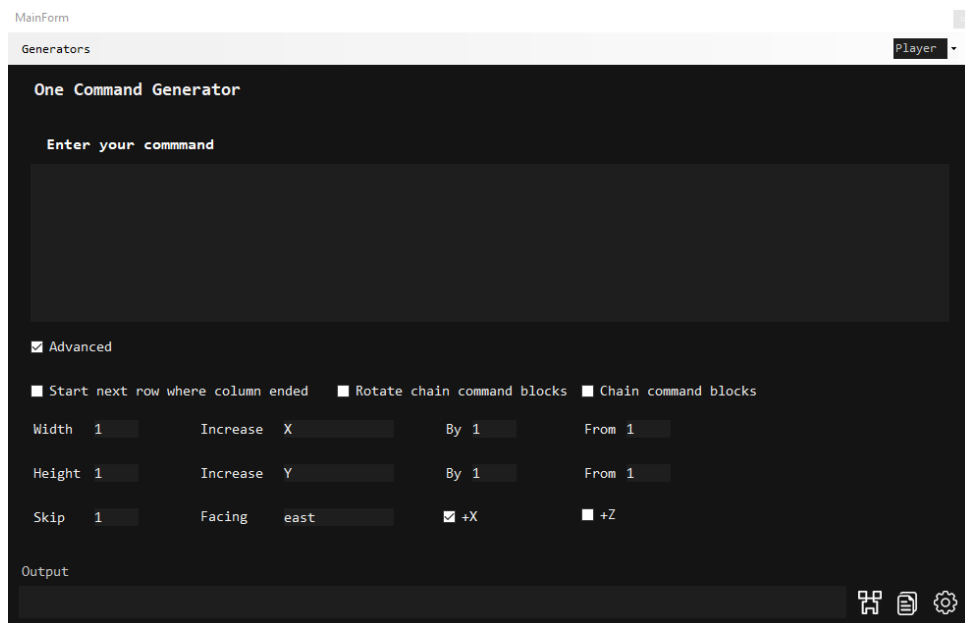 MainForm
Generators Player
One Command Generator
Enter your commmand
Advanced
Start next row where column ended Rotate chain command blocks Chain command blocks
Width 1 Increase X By 1 From 1
Height 1 Increase Y By 1 From 1
Skip 1 Facing east +X +Z
Output